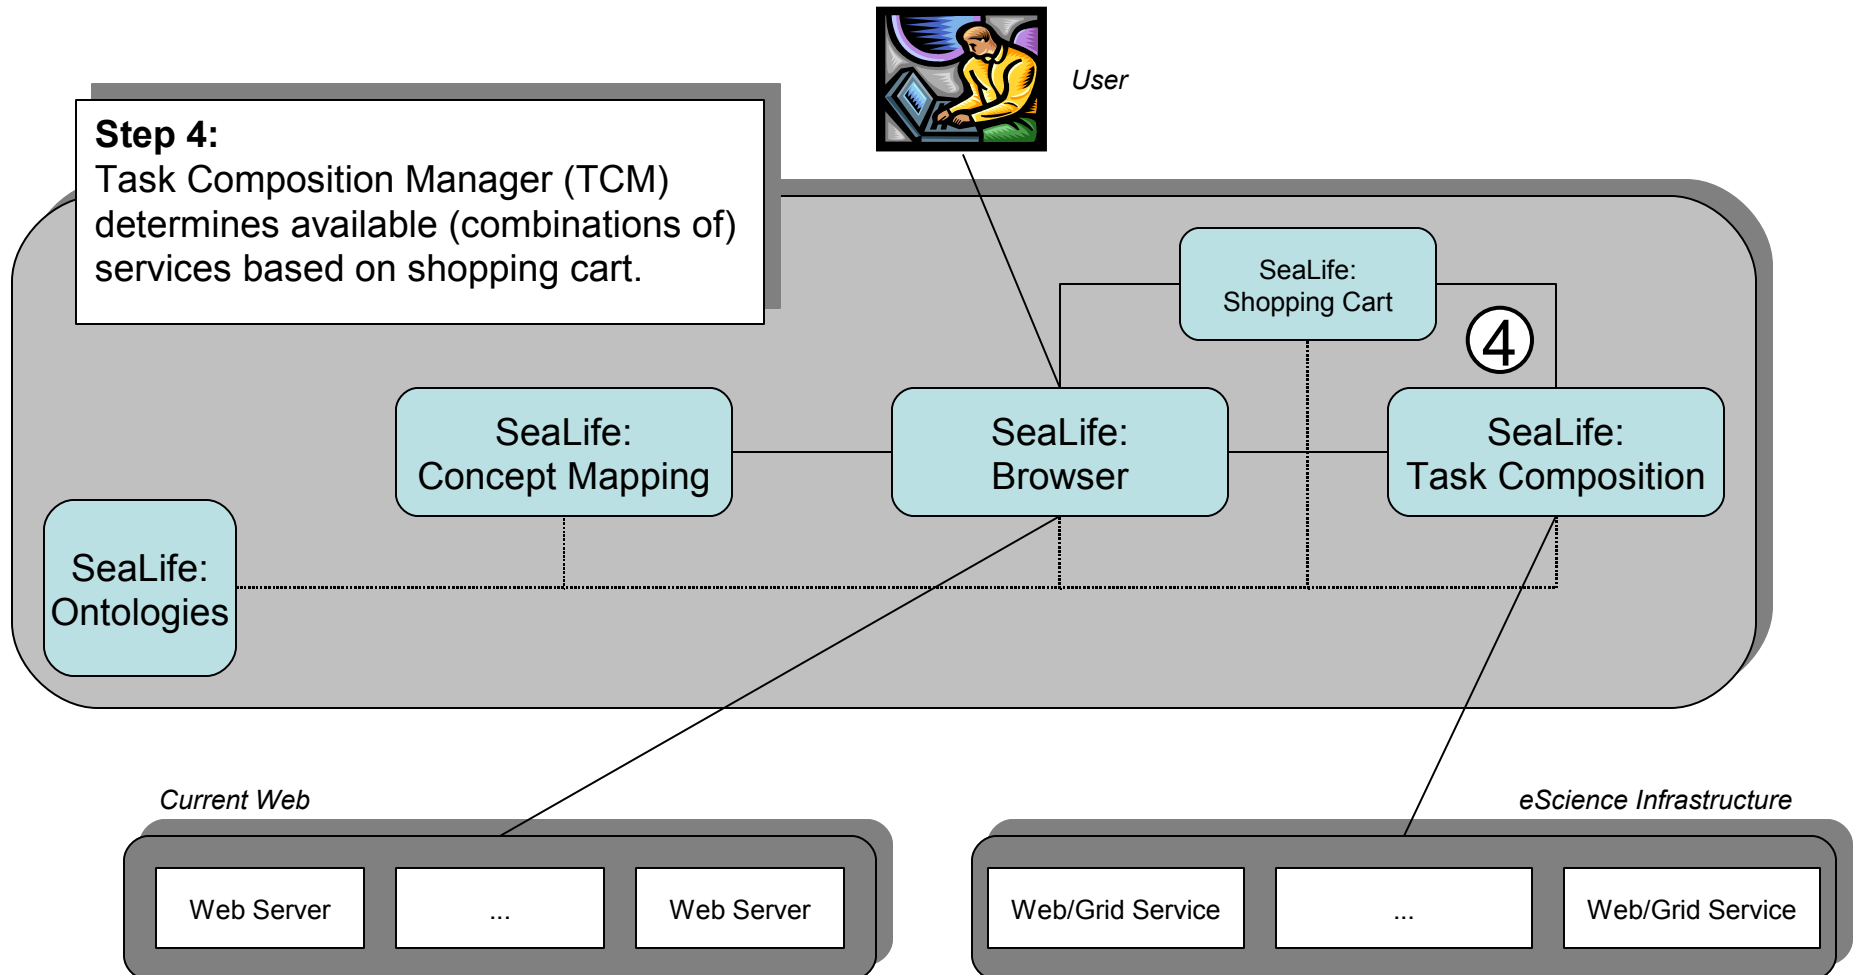 User
Step 4:
Task Composition Manager (TCM)
determines available (combinations of)
services based on shopping cart.
SeaLife:
Shopping Cart
4
SeaLife:
Concept Mapping
SeaLife:
Browser
SeaLife:
Task Composition
SeaLife:
Ontologies
Current Web
eScience Infrastructure
Web Server
...
Web Server
Web/Grid Service
...
Web/Grid Service